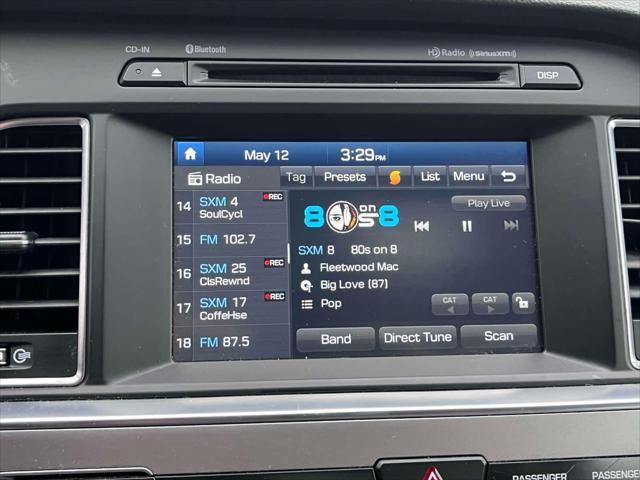 CD-IN Bluetooth HD Radio ((SiriusXM))
DISP
May 12 3:29 PM
Radio Tag Presets List Menu
14 SXM 4 REC
SoulCycl
15 FM 102.7
16 SXM 25 REC
ClsRewnd
17 SXM 17 REC
CoffeHse
18 FM 87.5
80s on 8
Play Live
SXM 8 80s on 8
Fleetwood Mac
Big Love (87)
Pop
CAT CAT
Band Direct Tune Scan
PASSENGER PASSENGER